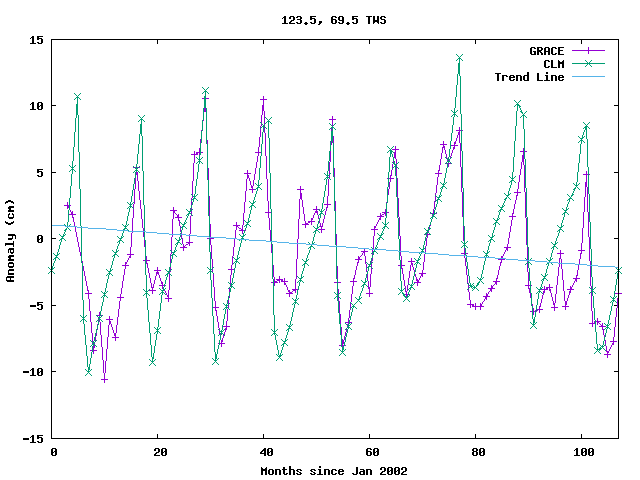 123.5, 69.5 TWS
GRACE
CLM
Trend Line
15
10
5
0
-5
-10
-15
Anomaly (cm)
0 20 40 60 80 100
Months since Jan 2002